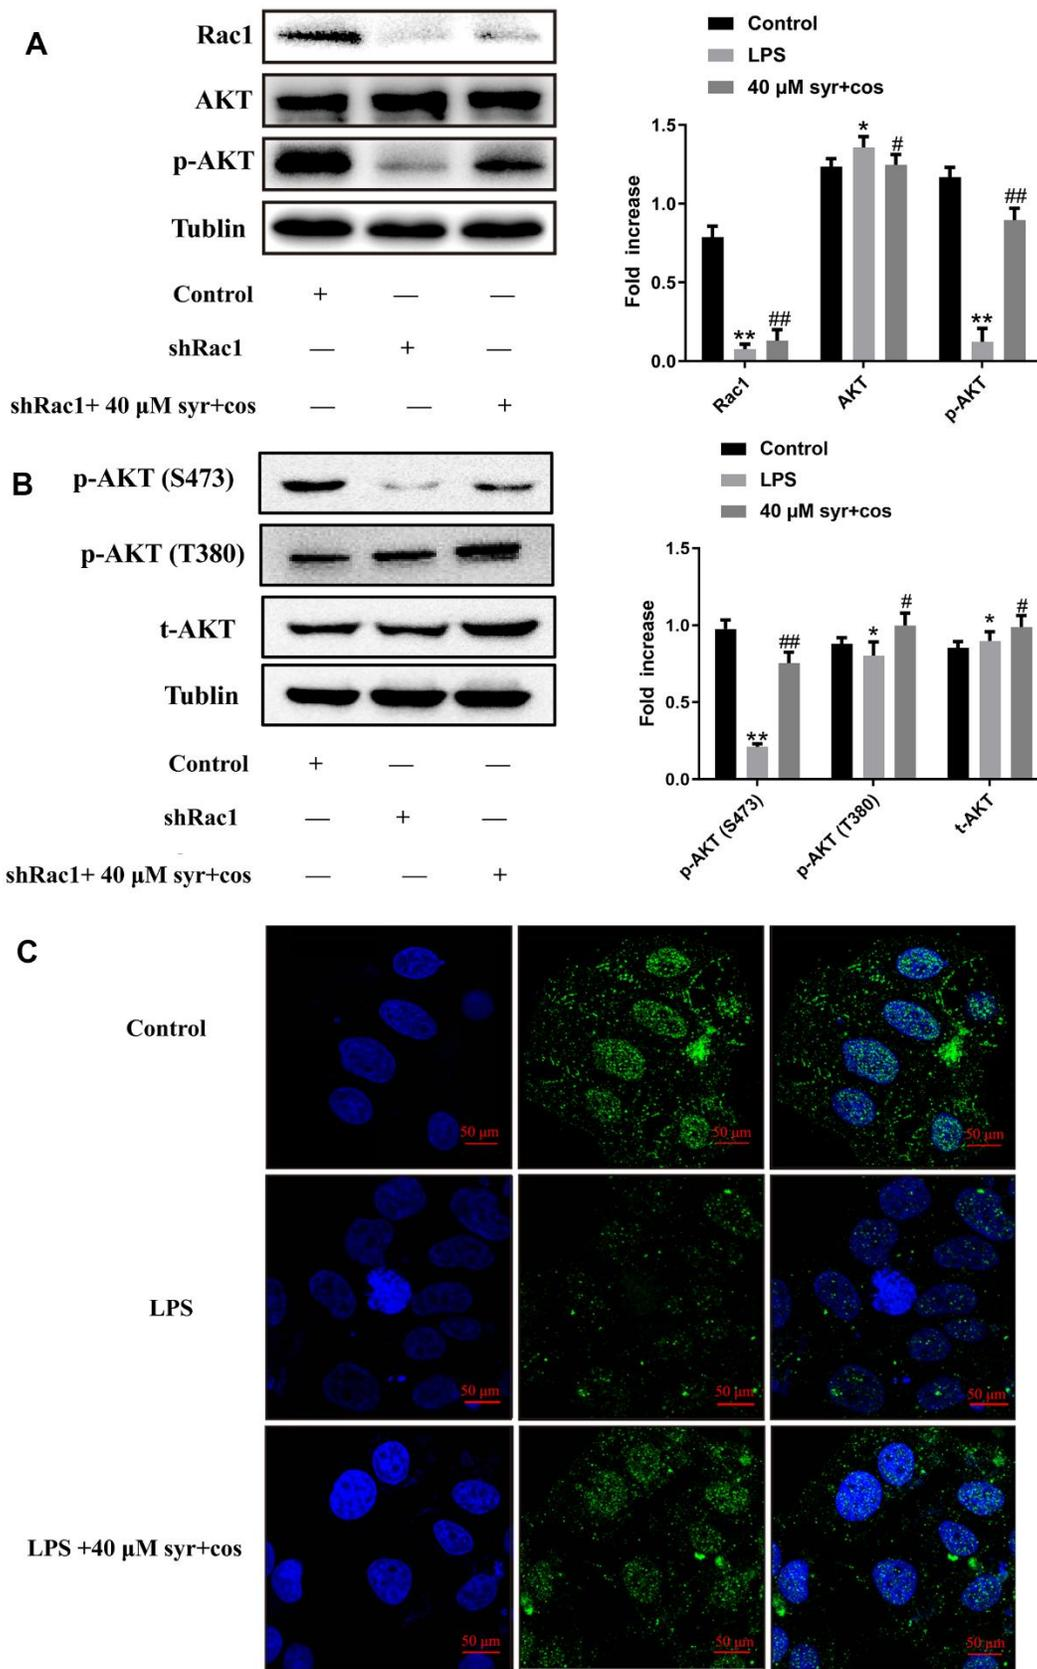 A
Rac1
AKT
p-AKT
Tublin
Control + — —
shRac1 — + —
shRac1+ 40 μM syr+cos — — +
Control
LPS
40 μM syr+cos
Fold increase
1.5
1.0
0.5
0.0
** ## * # ** ##
Rac1 AKT p-AKT
B
p-AKT (S473)
p-AKT (T380)
t-AKT
Tublin
Control + — —
shRac1 — + —
shRac1+ 40 μM syr+cos — — +
Control
LPS
40 μM syr+cos
Fold increase
1.5
1.0
0.5
0.0
** ## * # * #
p-AKT (S473) p-AKT (T380) t-AKT
C
Control
50 μm 50 μm 50 μm
LPS
50 μm 50 μm 50 μm
LPS +40 μM syr+cos
50 μm 50 μm 50 μm